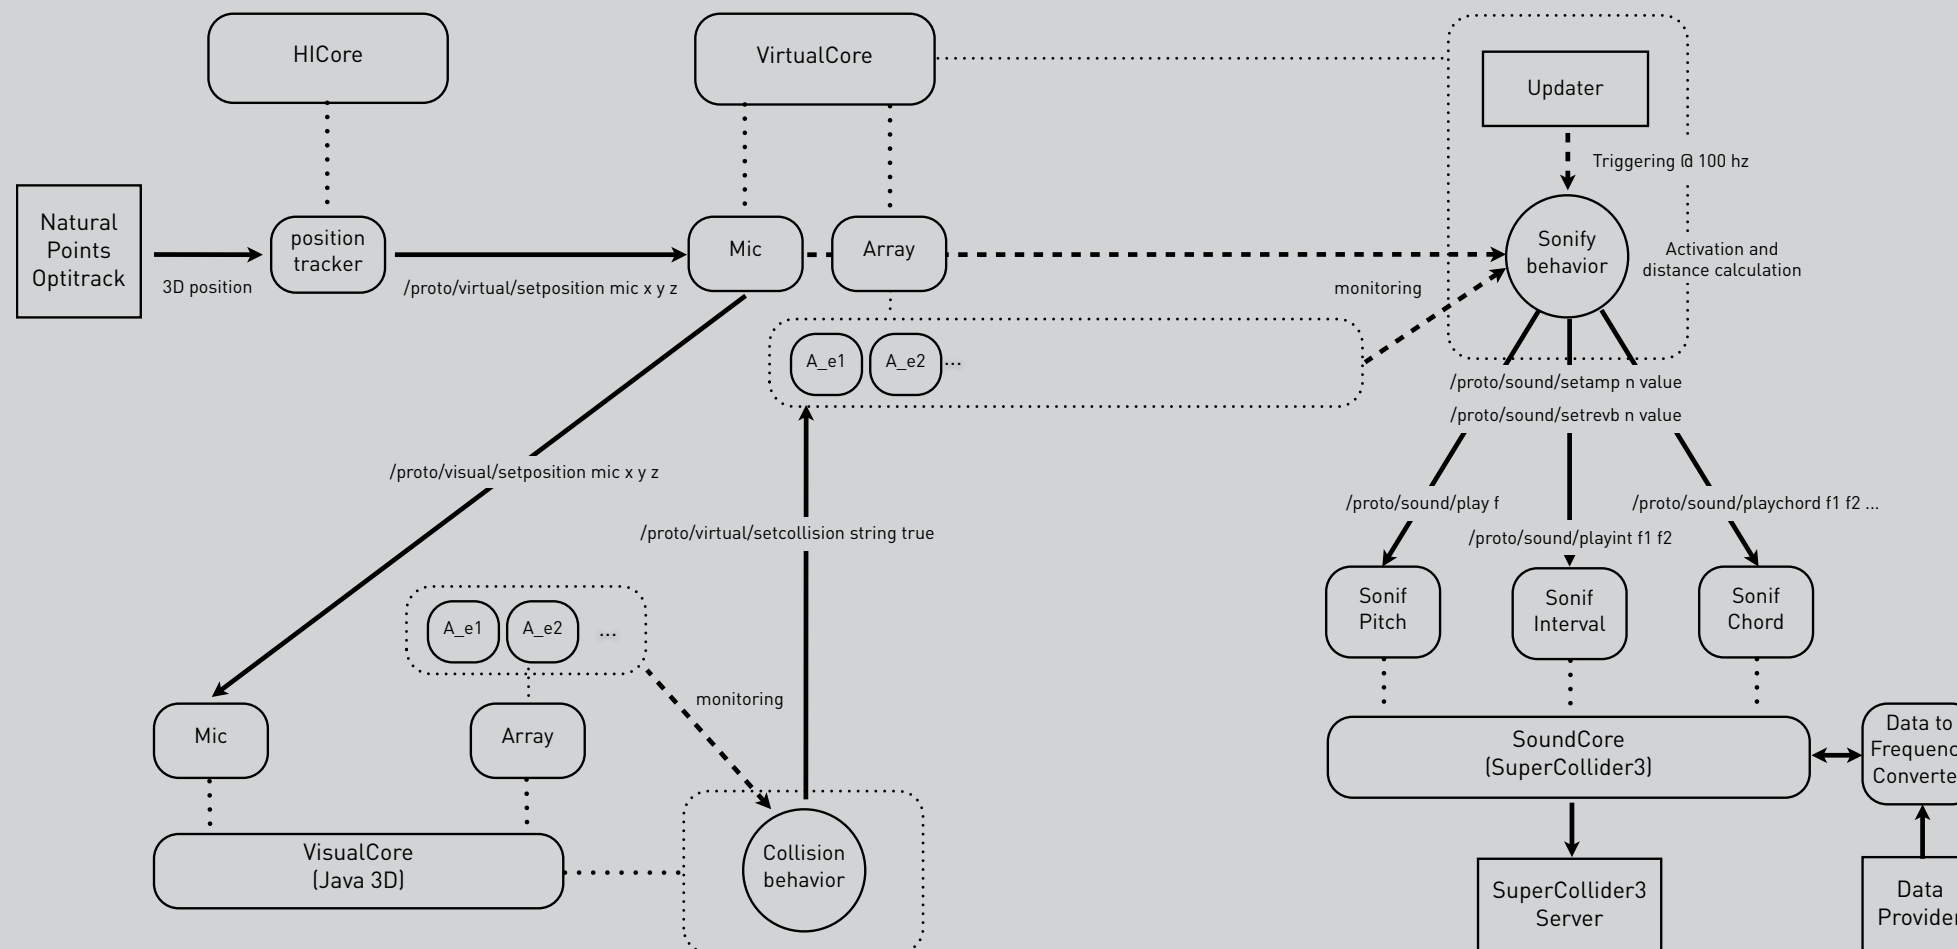 HICore
VirtualCore
Updater
Triggering @ 100 hz
Natural
Points
Optitrack
3D position
position
tracker
/proto/virtual/setposition mic x y z
Mic
Array
Sonify
behavior
Activation and
distance calculation
monitoring
A_e1
A_e2
...
/proto/sound/setamp n value
/proto/sound/setrevb n value
/proto/visual/setposition mic x y z
/proto/virtual/setcollision string true
/proto/sound/play f
/proto/sound/playchord f1 f2 ...
/proto/sound/playint f1 f2
Sonif
Pitch
Sonif
Interval
Sonif
Chord
A_e1
A_e2
...
monitoring
Mic
Array
SoundCore
(SuperCollider3)
Data to
Frequenc
Converte
VisualCore
(Java 3D)
Collision
behavior
SuperCollider3
Server
Data
Provider